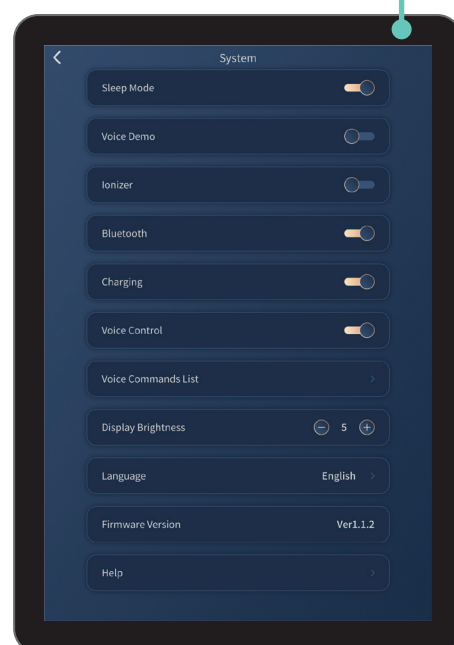 System
Sleep Mode
Voice Demo
Ionizer
Bluetooth
Charging
Voice Control
Voice Commands List
Display Brightness 5
Language English
Firmware Version Ver1.1.2
Help